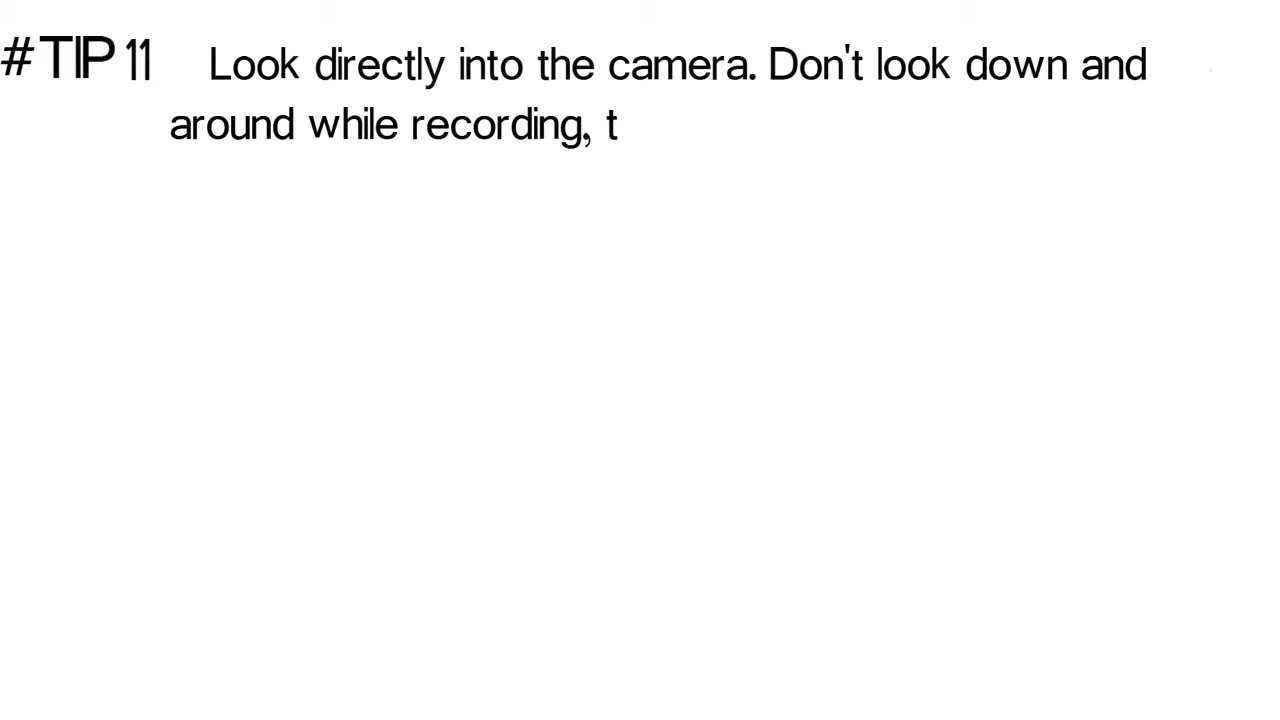 #TIP 11 Look directly into the camera. Don't look down and
around while recording, t